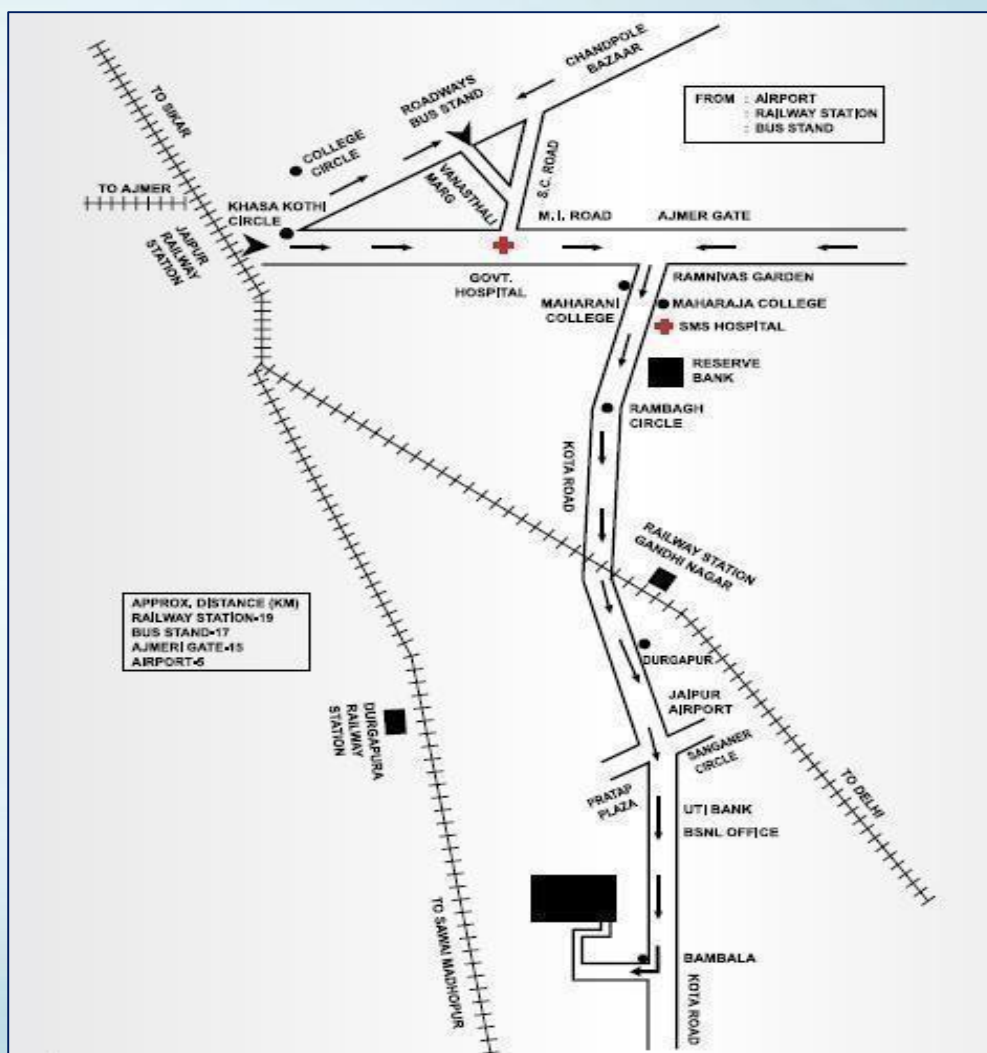 CHANDPOLE
BAZAAR
ROADWAYS
BUS STAND
FROM : AIRPORT
: RAILWAY STATION
: BUS STAND
TO SIKAR
COLLEGE
CIRCLE
S.C. ROAD
VANASTHALI
MARG
TO AJMER
KHASA KOTHI
CIRCLE
M.I. ROAD
AJMER GATE
JAIPUR
RAILWAY
STATION
GOVT.
HOSPITAL
RAMNIVAS GARDEN
MAHARANI
COLLEGE
MAHARAJA COLLEGE
SMS HOSPITAL
RESERVE
BANK
RAMBAGH
CIRCLE
KOTA ROAD
RAILWAY STATION
GANDHI NAGAR
APPROX. DISTANCE (KM)
RAILWAY STATION-19
BUS STAND-17
AJMERI GATE-15
AIRPORT-5
DURGAPUR
JAIPUR
AIRPORT
DURGAPURA
RAILWAY
STATION
SANGANER
CIRCLE
PRATAP
PLAZA
TO DELHI
UTI BANK
BSNL OFFICE
TO SAWAI MADHOPUR
BAMBALA
KOTA ROAD